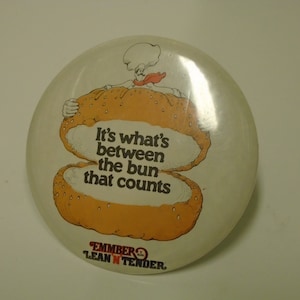 It's what's
between
the bun
that counts
EMMBER
LEAN 'N TENDER